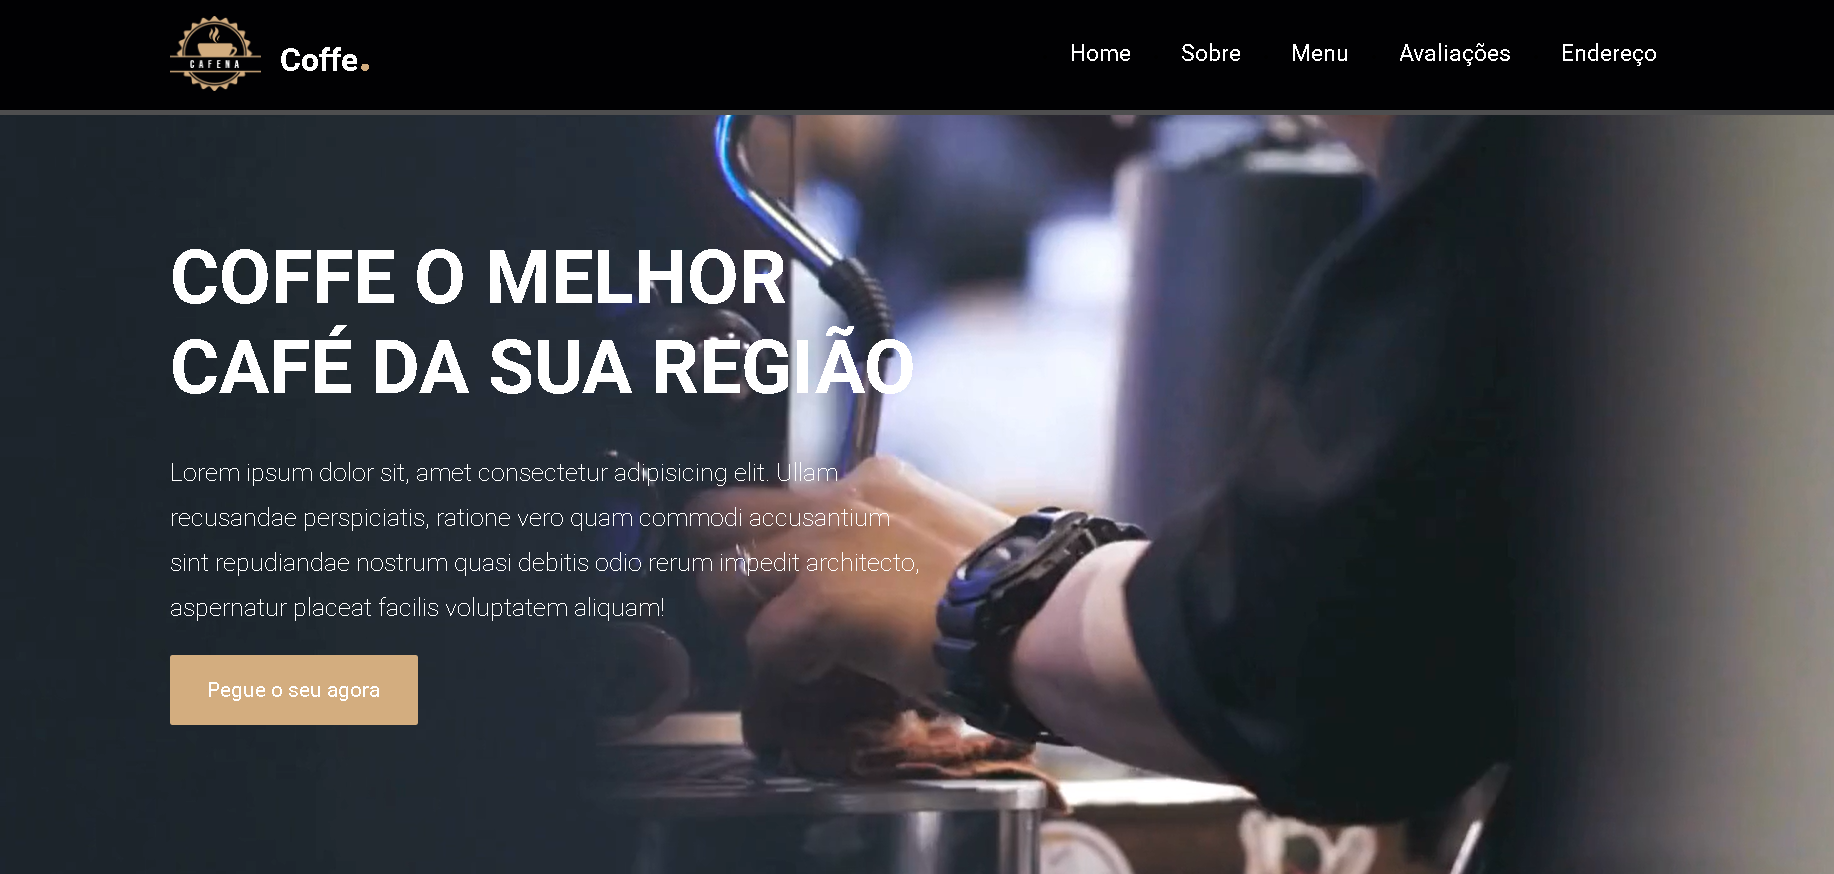 CAFENA
Coffe.
Home Sobre Menu Avaliações Endereço
COFFE O MELHOR
CAFÉ DA SUA REGIÃO
Lorem ipsum dolor sit, amet consectetur adipisicing elit. Ullam
recusandae perspiciatis, ratione vero quam commodi accusantium
sint repudiandae nostrum quasi debitis odio rerum impedit architecto,
aspernatur placeat facilis voluptatem aliquam!
Pegue o seu agora